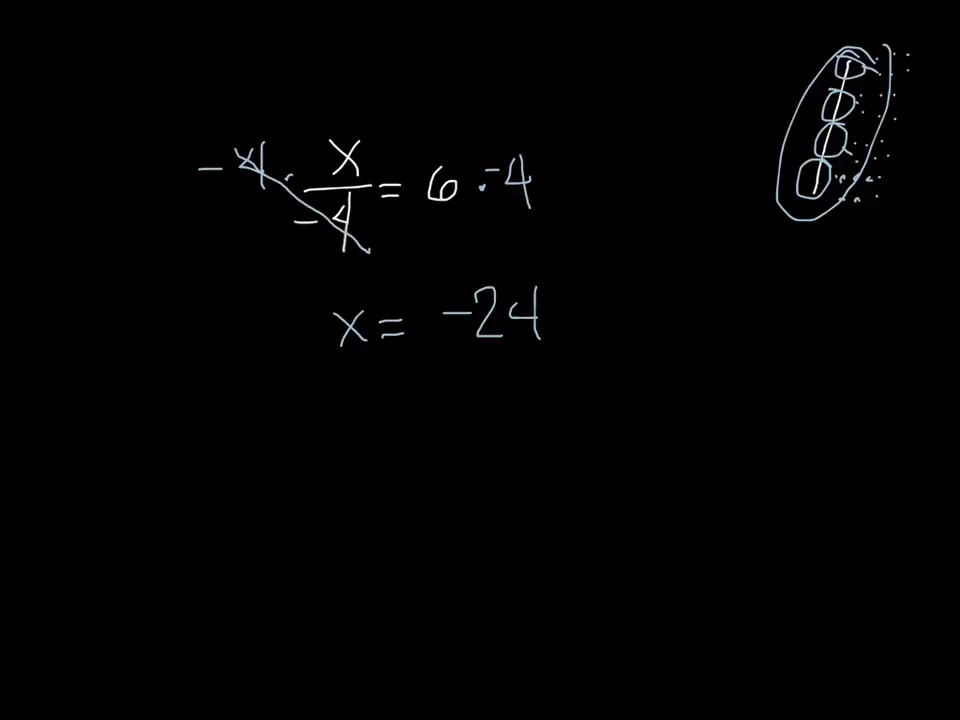 -4 · x/-4 = 6 · -4
x = -24